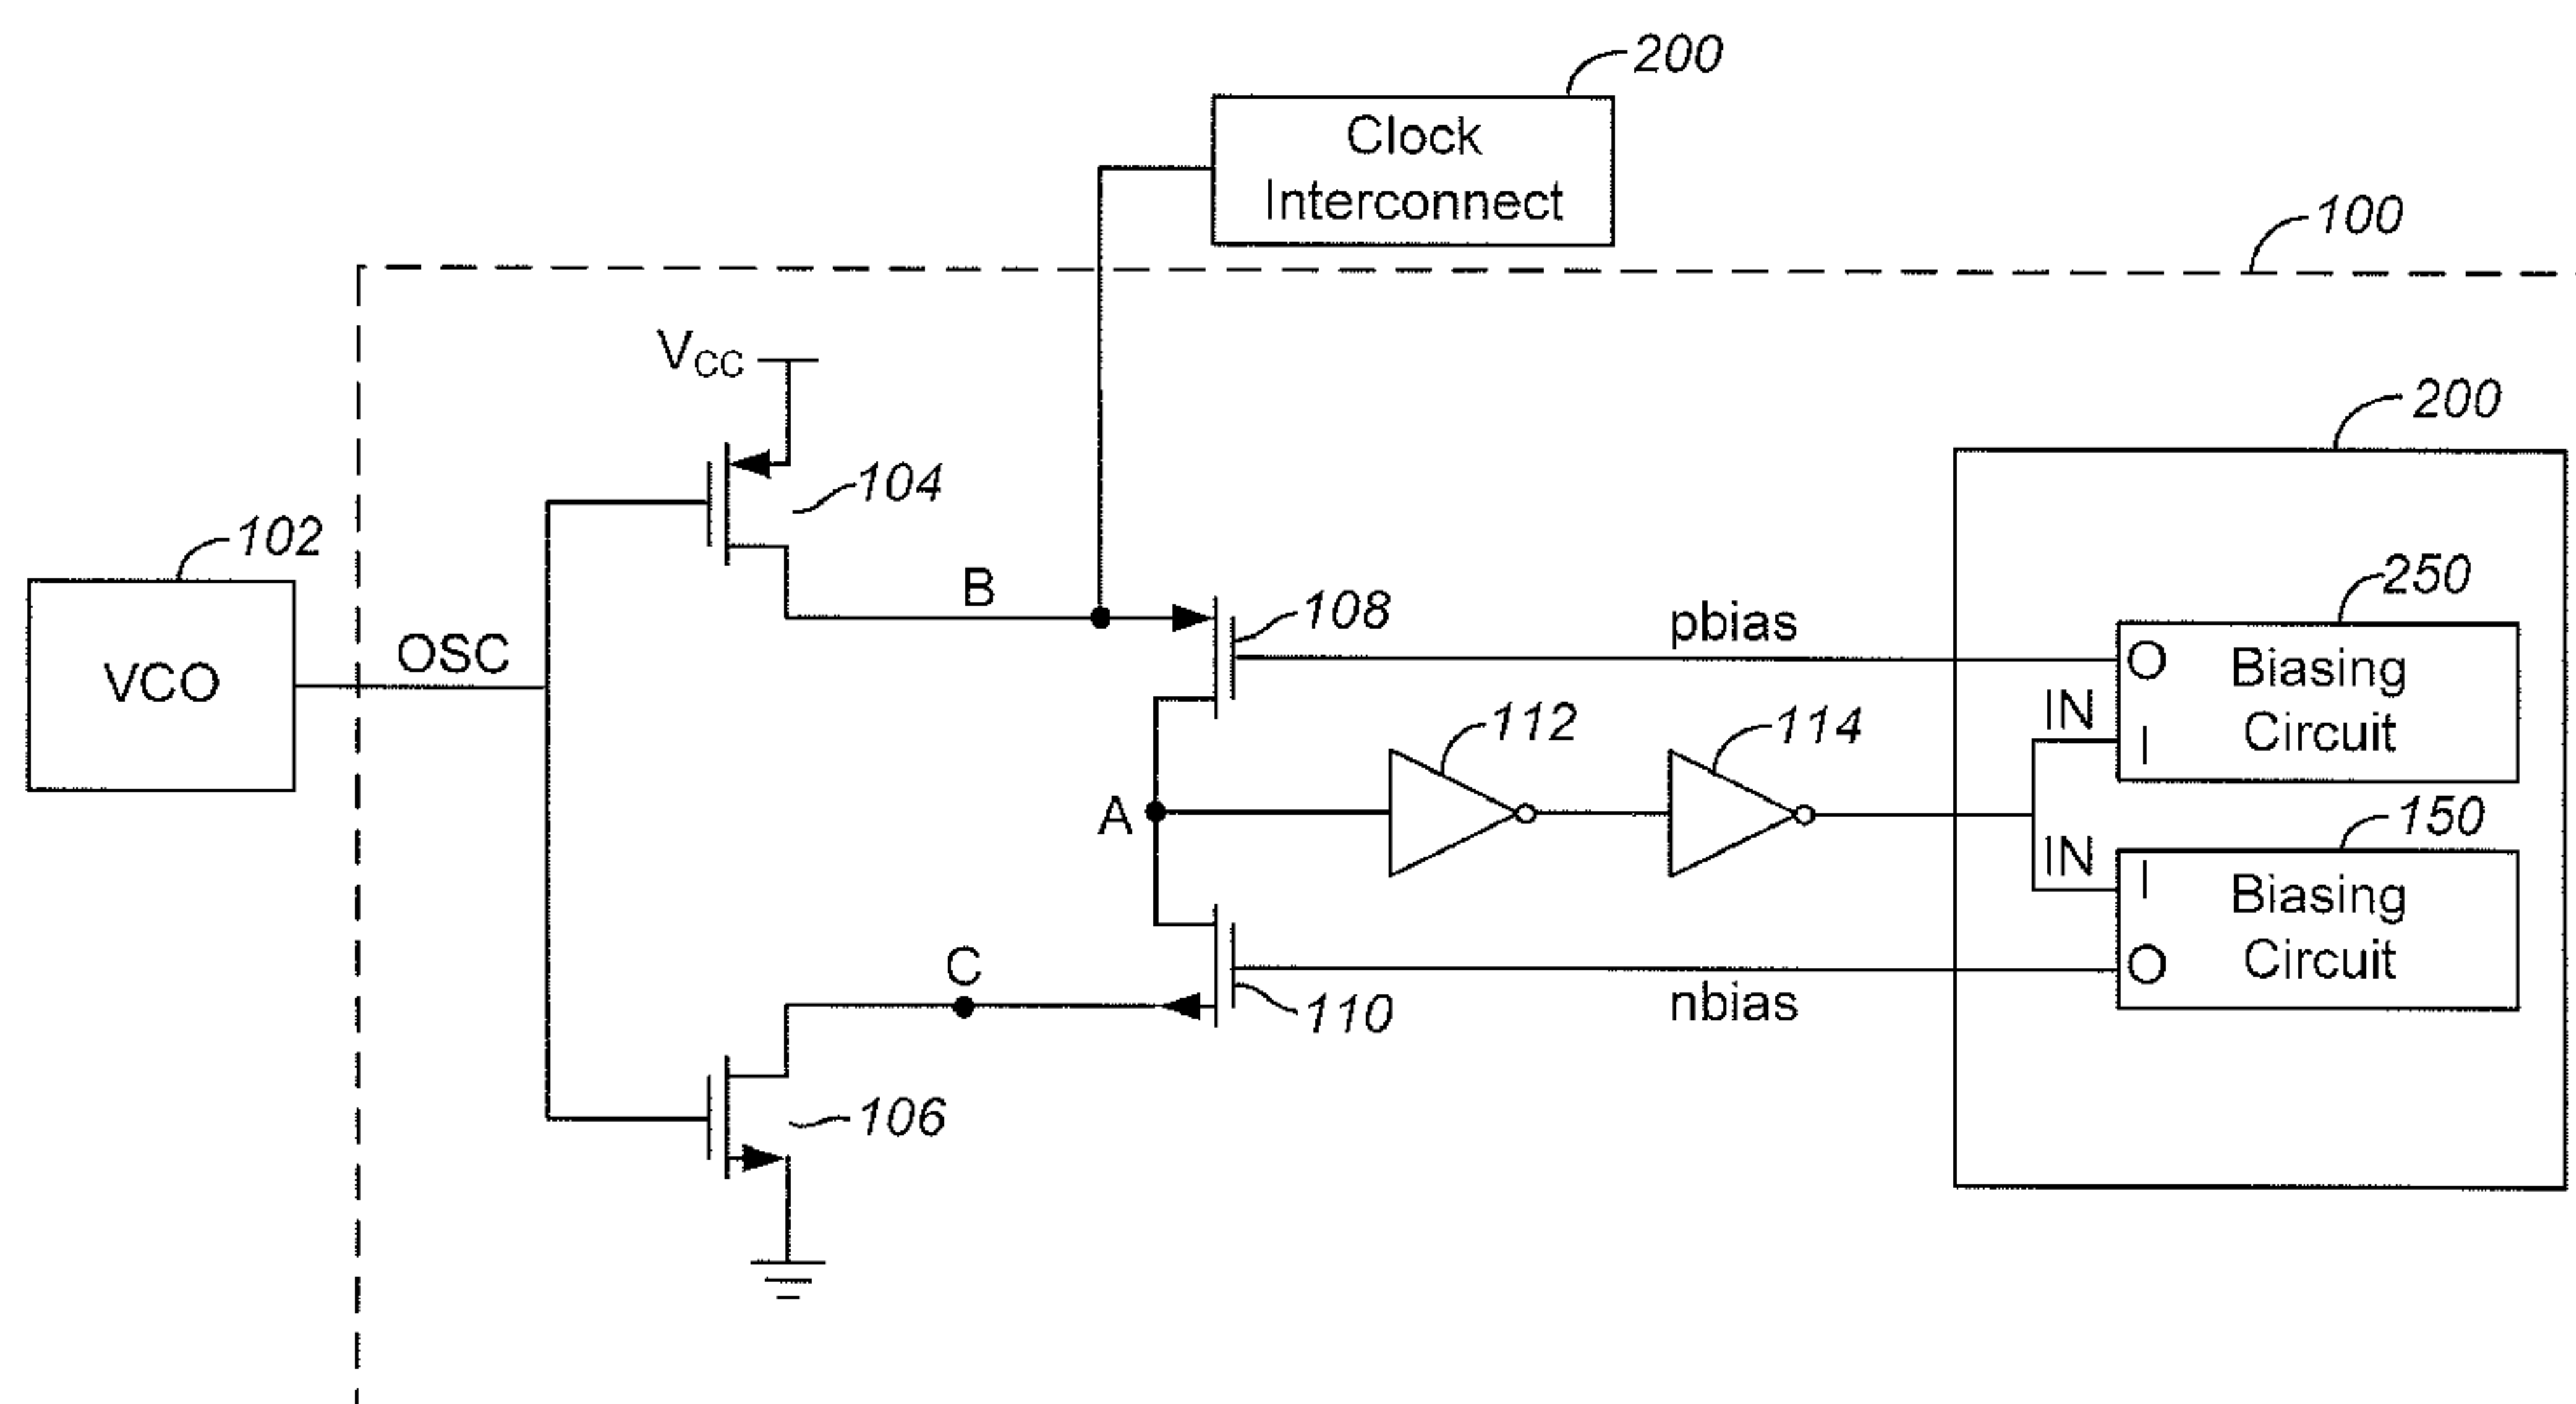 200
Clock
Interconnect
100
VCC
200
104
102
250
B
108
pbias
OSC
VCO
O
Biasing
Circuit
IN
I
112
114
A
150
IN
I
Biasing
Circuit
O
C
110
nbias
106